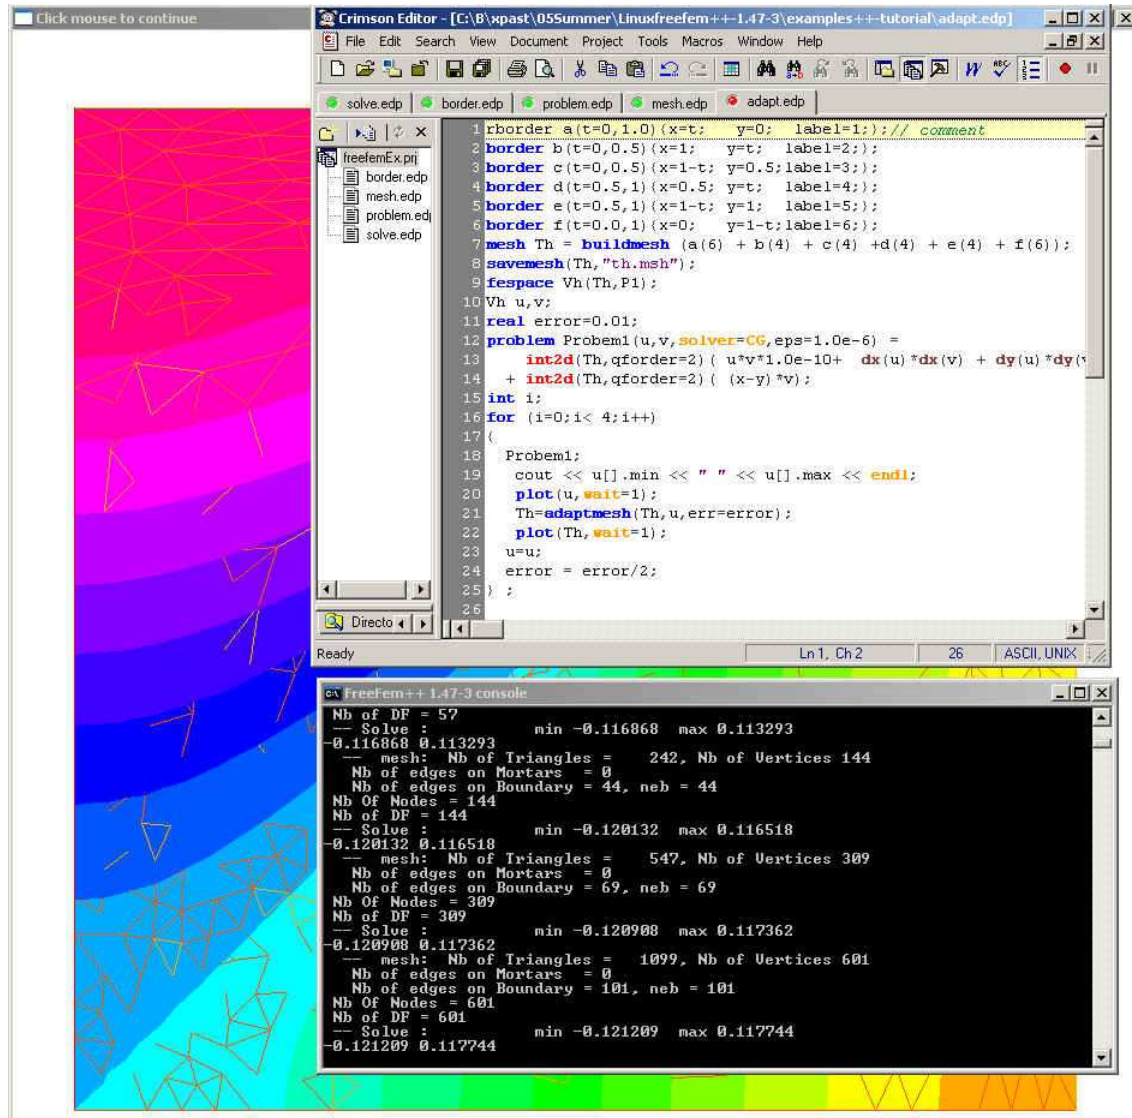 Click mouse to continue
Crimson Editor - [C:\B\xpast\05Summer\Linuxfreefem++-1.47-3\examples++-tutorial\adapt.edp]
File Edit Search View Document Project Tools Macros Window Help
solve.edp border.edp problem.edp mesh.edp adapt.edp
freefemEx.prj
border.edp
mesh.edp
problem.edp
solve.edp
Directo
1 rborder a(t=0,1.0){x=t; y=0; label=1;};// comment
2 border b(t=0,0.5){x=1; y=t; label=2;};
3 border c(t=0,0.5){x=1-t; y=0.5;label=3;};
4 border d(t=0.5,1){x=0.5; y=t; label=4;};
5 border e(t=0.5,1){x=1-t; y=1; label=5;};
6 border f(t=0.0,1){x=0; y=1-t;label=6;};
7 mesh Th = buildmesh (a(6) + b(4) + c(4) +d(4) + e(4) + f(6));
8 savemesh(Th,"th.msh");
9 fespace Vh(Th,P1);
10 Vh u,v;
11 real error=0.01;
12 problem Probem1(u,v,solver=CG,eps=1.0e-6) =
13 int2d(Th,qforder=2)( u*v*1.0e-10+ dx(u)*dx(v) + dy(u)*dy(v
14 + int2d(Th,qforder=2)( (x-y)*v);
15 int i;
16 for (i=0;i< 4;i++)
17 {
18 Probem1;
19 cout << u[].min << " " << u[].max << endl;
20 plot(u,wait=1);
21 Th=adaptmesh(Th,u,err=error);
22 plot(Th,wait=1);
23 u=u;
24 error = error/2;
25 } ;
26
Ready Ln 1, Ch 2 26 ASCII, UNIX
FreeFem++ 1.47-3 console
Nb of DF = 57
-- Solve : min -0.116868 max 0.113293
-0.116868 0.113293
-- mesh: Nb of Triangles = 242, Nb of Vertices 144
Nb of edges on Mortars = 0
Nb of edges on Boundary = 44, neb = 44
Nb Of Nodes = 144
Nb of DF = 144
-- Solve : min -0.120132 max 0.116518
-0.120132 0.116518
-- mesh: Nb of Triangles = 547, Nb of Vertices 309
Nb of edges on Mortars = 0
Nb of edges on Boundary = 69, neb = 69
Nb Of Nodes = 309
Nb of DF = 309
-- Solve : min -0.120908 max 0.117362
-0.120908 0.117362
-- mesh: Nb of Triangles = 1099, Nb of Vertices 601
Nb of edges on Mortars = 0
Nb of edges on Boundary = 101, neb = 101
Nb Of Nodes = 601
Nb of DF = 601
-- Solve : min -0.121209 max 0.117744
-0.121209 0.117744